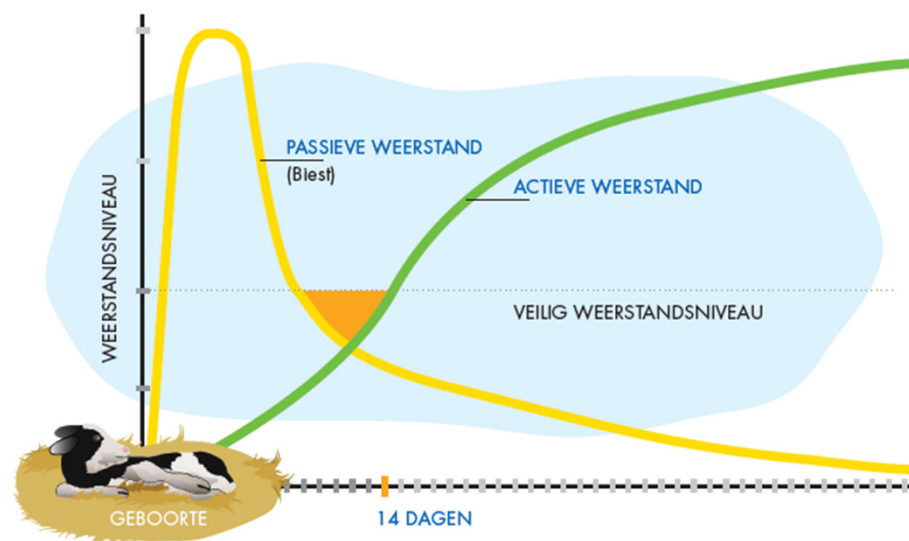 PASSIEVE WEERSTAND
(Biest)
ACTIEVE WEERSTAND
WEERSTANDSNIVEAU
VEILIG WEERSTANDSNIVEAU
GEBOORTE
14 DAGEN